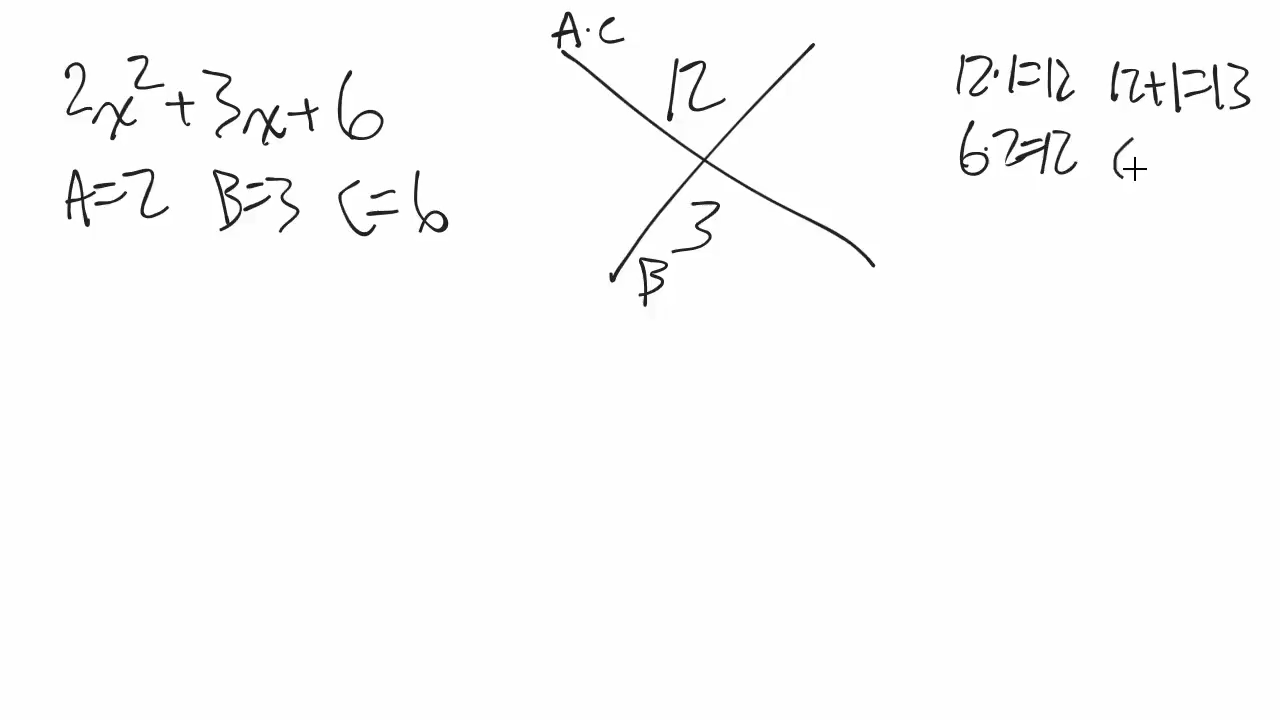 2x²+3x+6
A=2 B=3 C=6
A·C
12
3
B
12·1=12 12+1=13
6·2=12